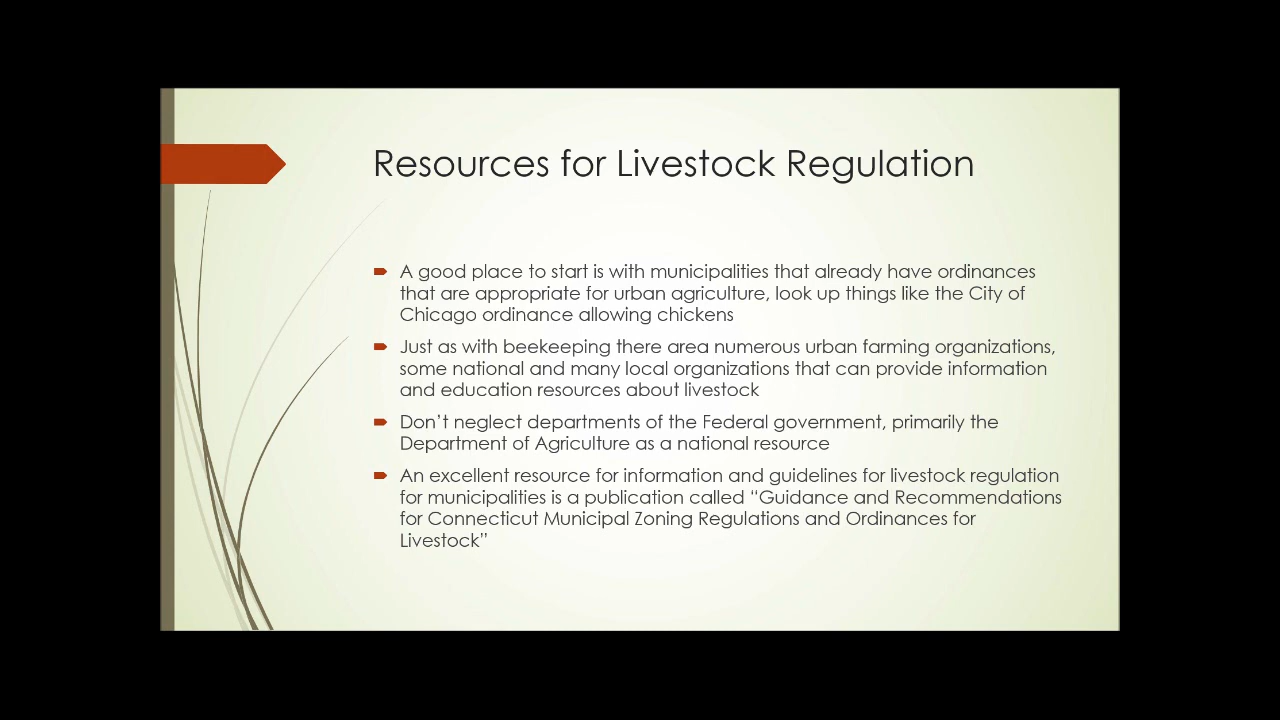 Resources for Livestock Regulation
A good place to start is with municipalities that already have ordinances
that are appropriate for urban agriculture, look up things like the City of
Chicago ordinance allowing chickens
Just as with beekeeping there area numerous urban farming organizations,
some national and many local organizations that can provide information
and education resources about livestock
Don’t neglect departments of the Federal government, primarily the
Department of Agriculture as a national resource
An excellent resource for information and guidelines for livestock regulation
for municipalities is a publication called “Guidance and Recommendations
for Connecticut Municipal Zoning Regulations and Ordinances for
Livestock”